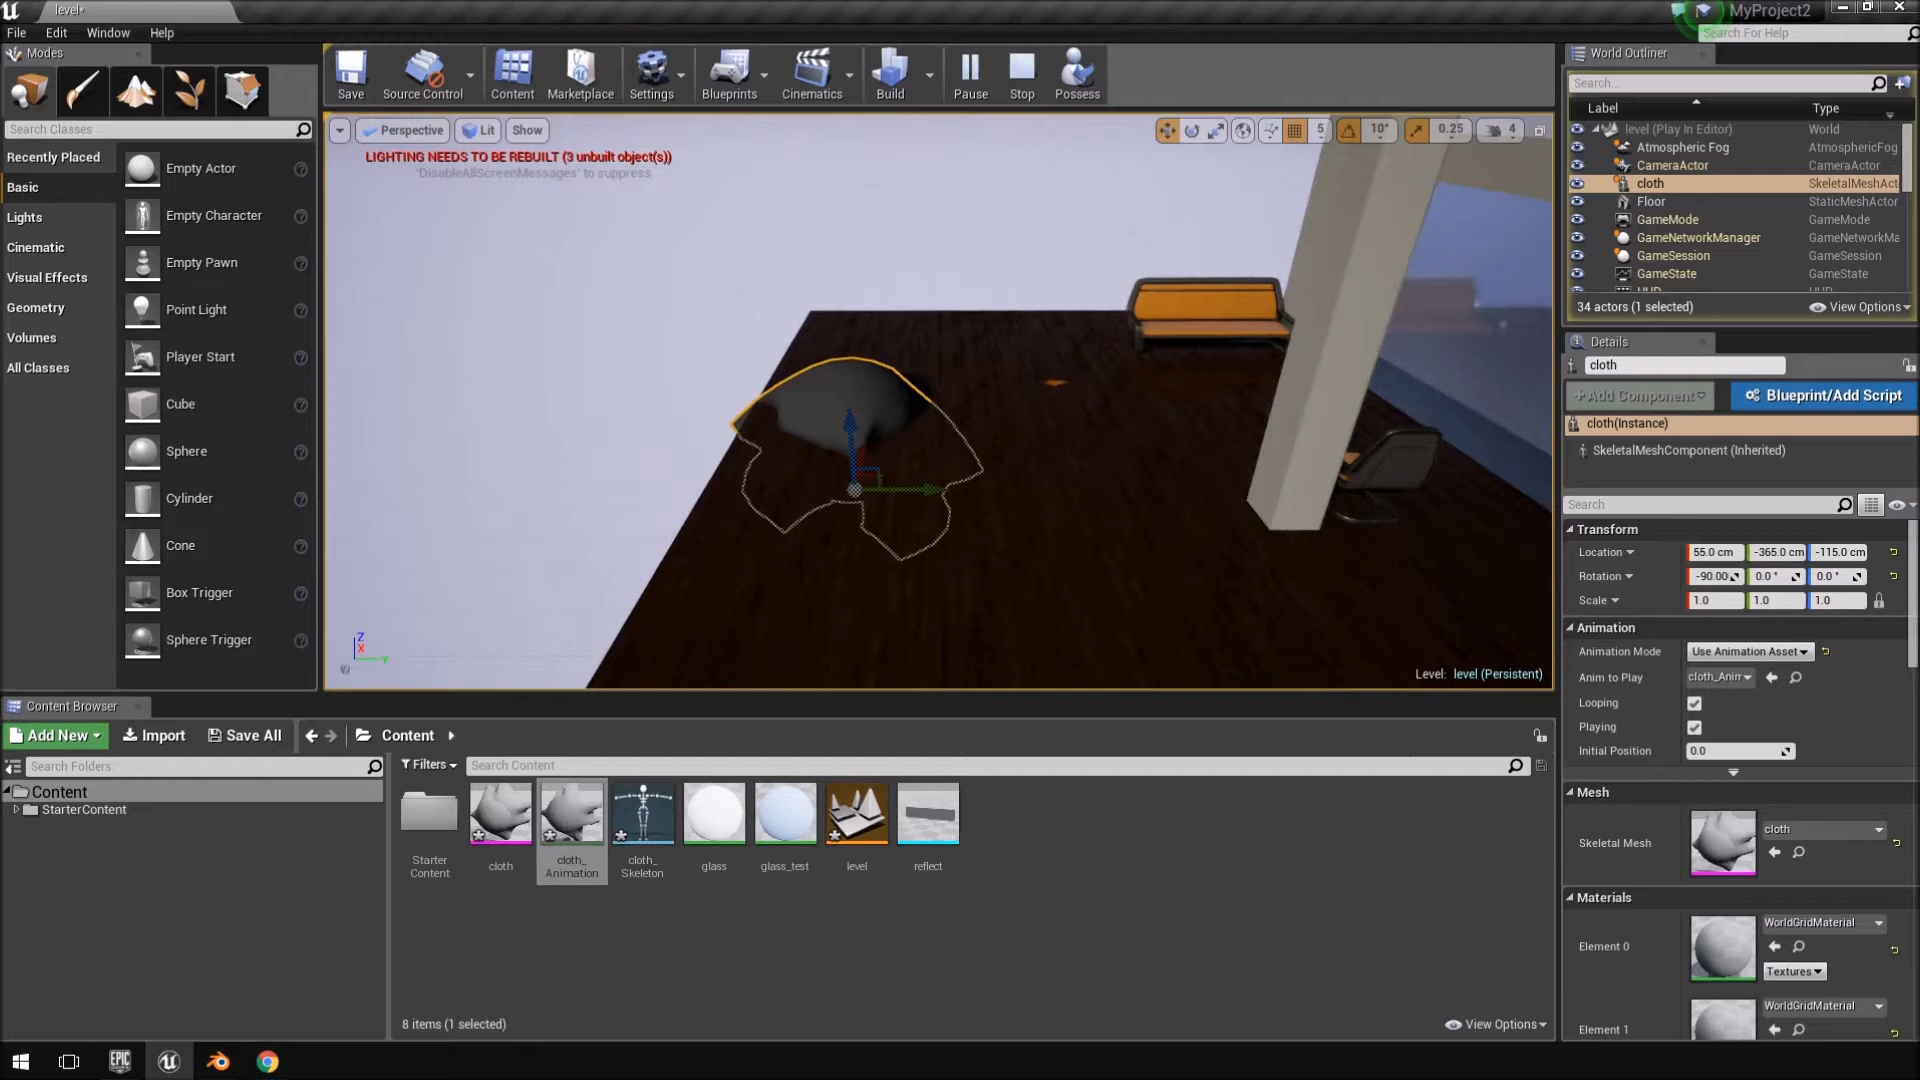 level•
MyProject2
File Edit Window Help
Search For Help
Modes
Search Classes
Recently Placed
Basic
Lights
Cinematic
Visual Effects
Geometry
Volumes
All Classes
Empty Actor
Empty Character
Empty Pawn
Point Light
Player Start
Cube
Sphere
Cylinder
Cone
Box Trigger
Sphere Trigger
Save Source Control Content Marketplace Settings Blueprints Cinematics Build Pause Stop Possess
Perspective Lit Show
5 10° 0.25 4
LIGHTING NEEDS TO BE REBUILT (3 unbuilt object(s))
'DisableAllScreenMessages' to suppress
Z
X
Y
Level: level (Persistent)
World Outliner
Search...
Label Type
level (Play In Editor) World
Atmospheric Fog AtmosphericFog
CameraActor CameraActor
cloth SkeletalMeshAct
Floor StaticMeshActor
GameMode GameMode
GameNetworkManager GameNetworkMa
GameSession GameSession
GameState GameState
34 actors (1 selected) View Options
Details
cloth
+Add Component Blueprint/Add Script
cloth(Instance)
SkeletalMeshComponent (Inherited)
Search
Transform
Location 55.0 cm -365.0 cm -115.0 cm
Rotation -90.00 0.0 ° 0.0 °
Scale 1.0 1.0 1.0
Animation
Animation Mode Use Animation Asset
Anim to Play cloth_Anim
Looping
Playing
Initial Position 0.0
Mesh
Skeletal Mesh cloth
Materials
Element 0 WorldGridMaterial
Textures
Element 1 WorldGridMaterial
Content Browser
Add New Import Save All Content
Search Folders
Filters Search Content
Content
StarterContent
Starter Content
cloth
cloth_ Animation
cloth_ Skeleton
glass
glass_test
level
reflect
8 items (1 selected) View Options
EPIC